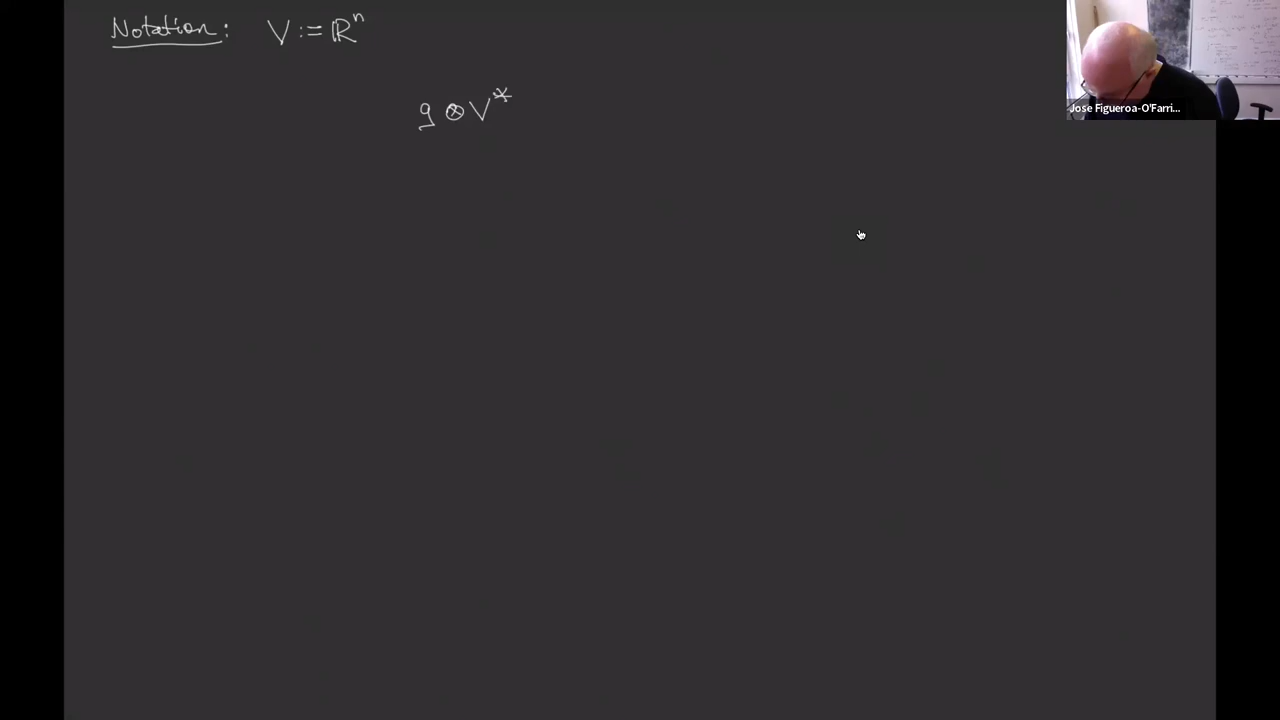 Notation: V := ℝⁿ
Jose Figueroa-O'Farri...
𝔤 ⊗ V*